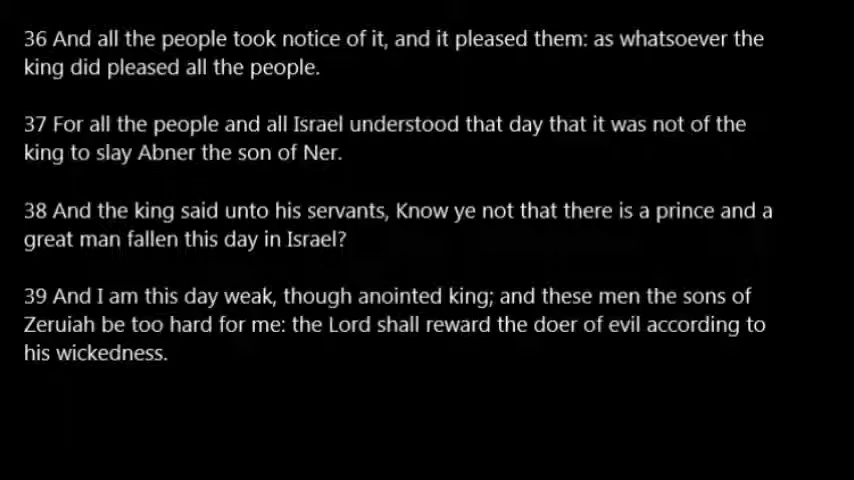 36 And all the people took notice of it, and it pleased them: as whatsoever the
king did pleased all the people.
37 For all the people and all Israel understood that day that it was not of the
king to slay Abner the son of Ner.
38 And the king said unto his servants, Know ye not that there is a prince and a
great man fallen this day in Israel?
39 And I am this day weak, though anointed king; and these men the sons of
Zeruiah be too hard for me: the Lord shall reward the doer of evil according to
his wickedness.